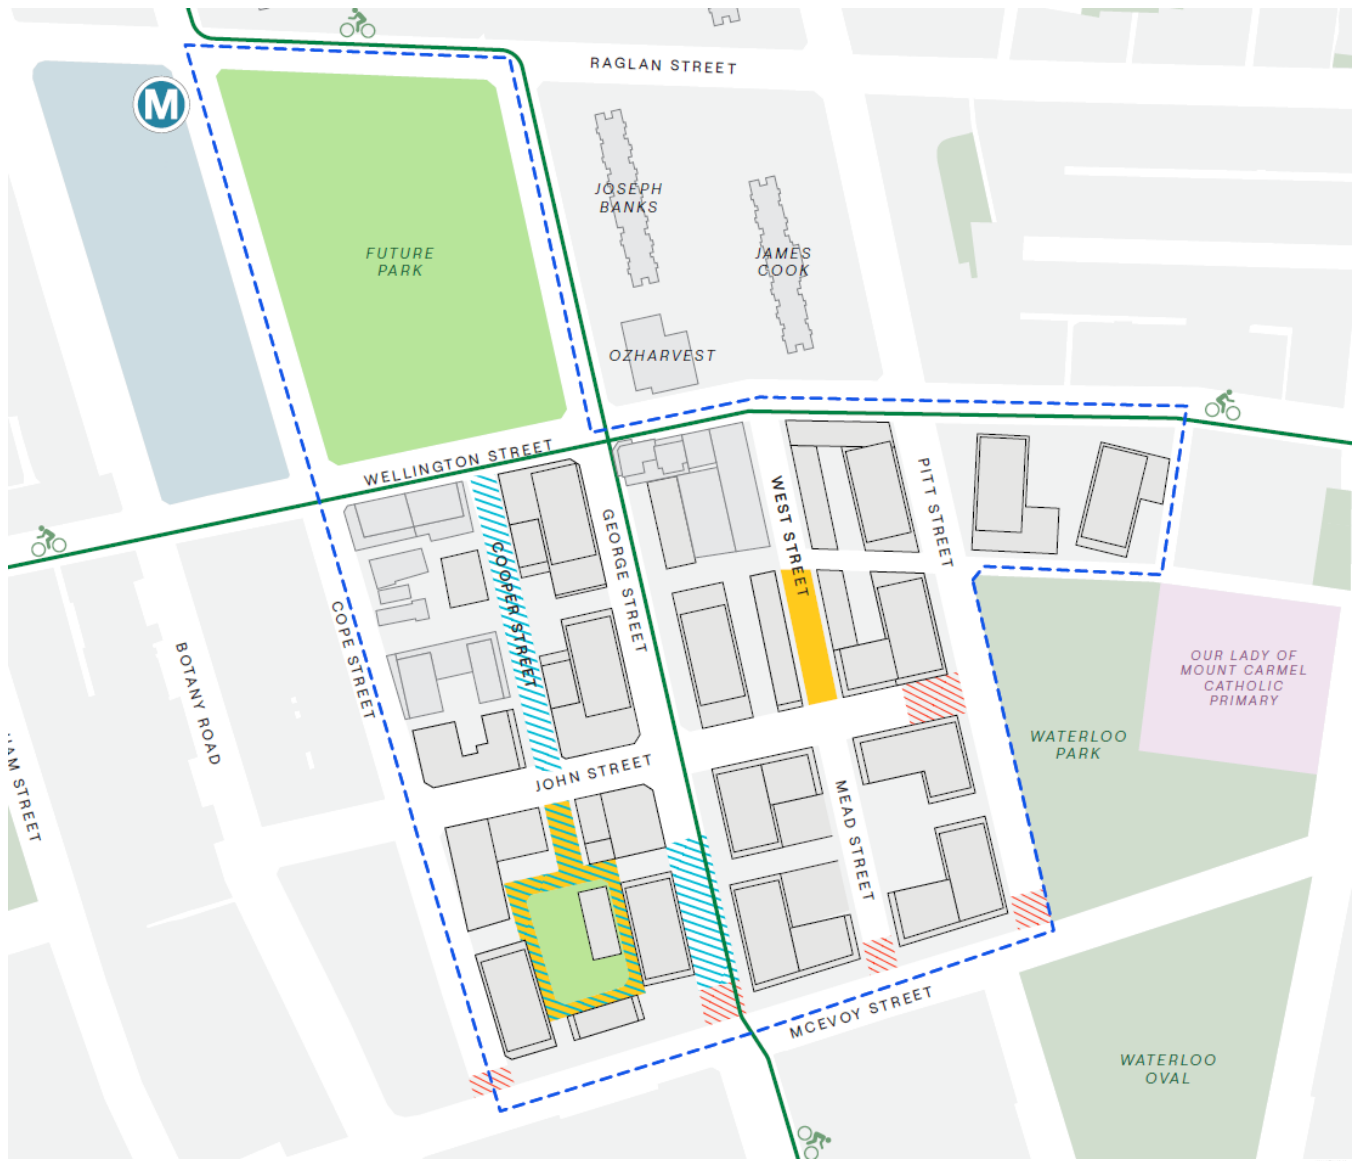 RAGLAN STREET
M
JOSEPH
BANKS
FUTURE
PARK
JAMES
COOK
OZHARVEST
WELLINGTON STREET
PITT STREET
WEST STREET
GEORGE STREET
COOPER STREET
COPE STREET
BOTANY ROAD
OUR LADY OF
MOUNT CARMEL
CATHOLIC
PRIMARY
WATERLOO
PARK
JOHN STREET
MEAD STREET
HAM STREET
MCEVOY STREET
WATERLOO
OVAL